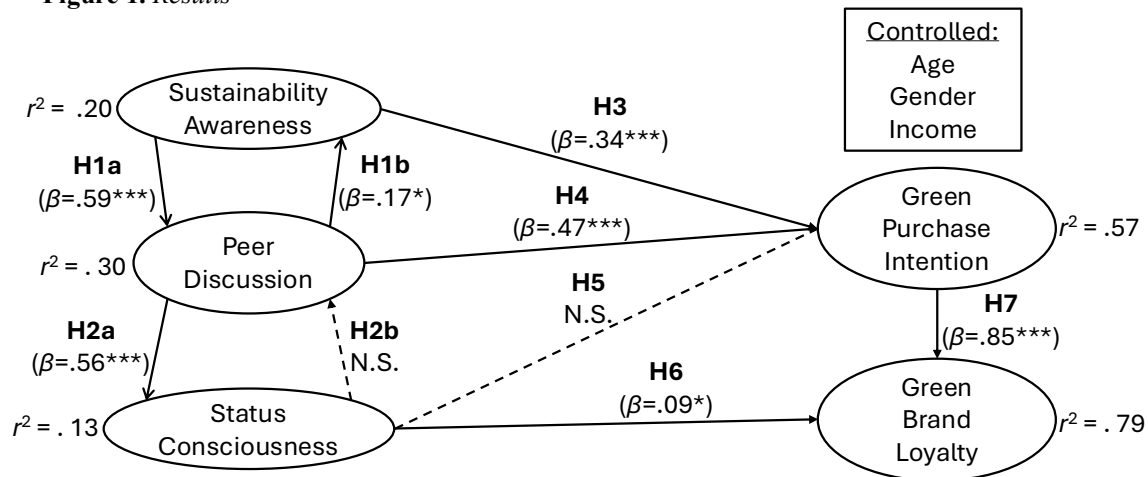 Figure 1. Results
Controlled:
Age
Gender
Income
Sustainability
Awareness
r² = .20
H1a
(β=.59***)
H1b
(β=.17*)
H3
(β=.34***)
H4
(β=.47***)
Peer
Discussion
r² = . 30
Green
Purchase
Intention
r² = .57
H5
N.S.
H2a
(β=.56***)
H2b
N.S.
H7
(β=.85***)
H6
(β=.09*)
Status
Consciousness
r² = . 13
Green
Brand
Loyalty
r² = . 79